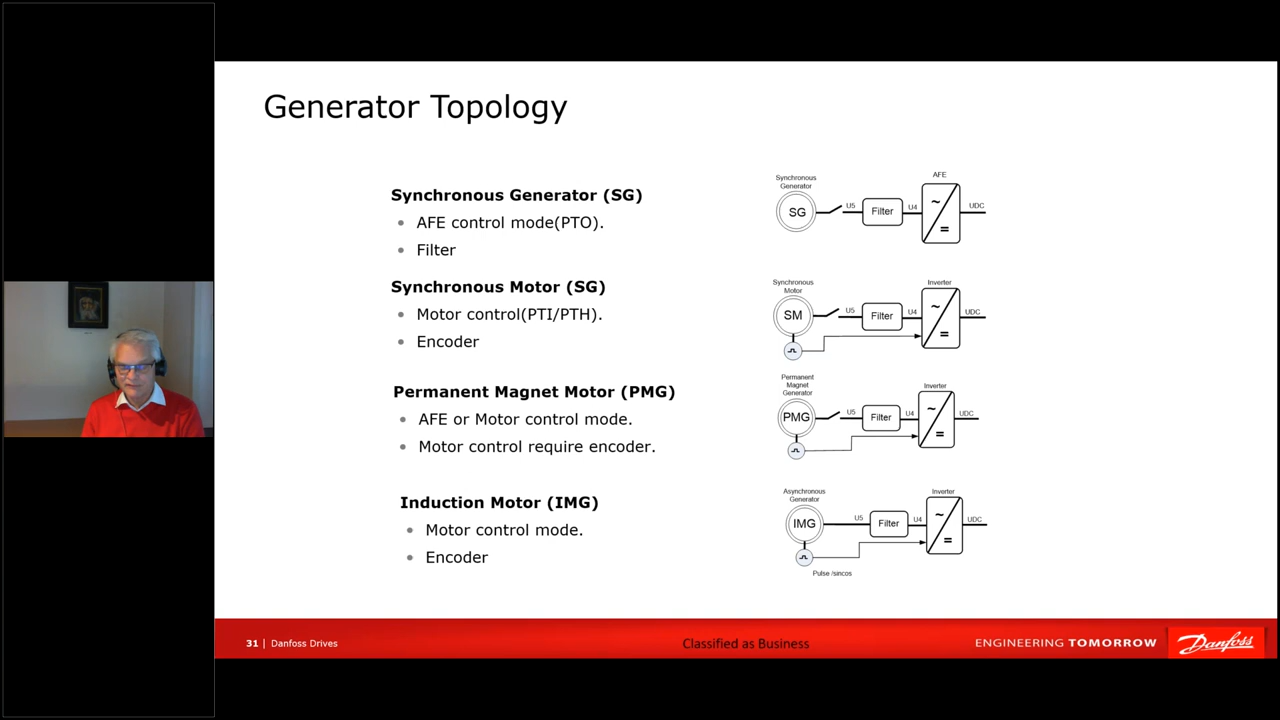 Generator Topology
Synchronous Generator (SG)
AFE control mode(PTO).
Filter
Synchronous Motor (SG)
Motor control(PTI/PTH).
Encoder
Permanent Magnet Motor (PMG)
AFE or Motor control mode.
Motor control require encoder.
Induction Motor (IMG)
Motor control mode.
Encoder
Synchronous
Generator
AFE
SG
U5
Filter
U4
~
=
UDC
Synchronous
Motor
Inverter
SM
U5
Filter
U4
~
=
UDC
Permanent
Magnet
Generator
Inverter
PMG
U5
Filter
U4
~
=
UDC
Asynchronous
Generator
Inverter
IMG
U5
Filter
U4
~
=
UDC
Pulse /sincos
31 | Danfoss Drives
Classified as Business
ENGINEERING TOMORROW
Danfoss